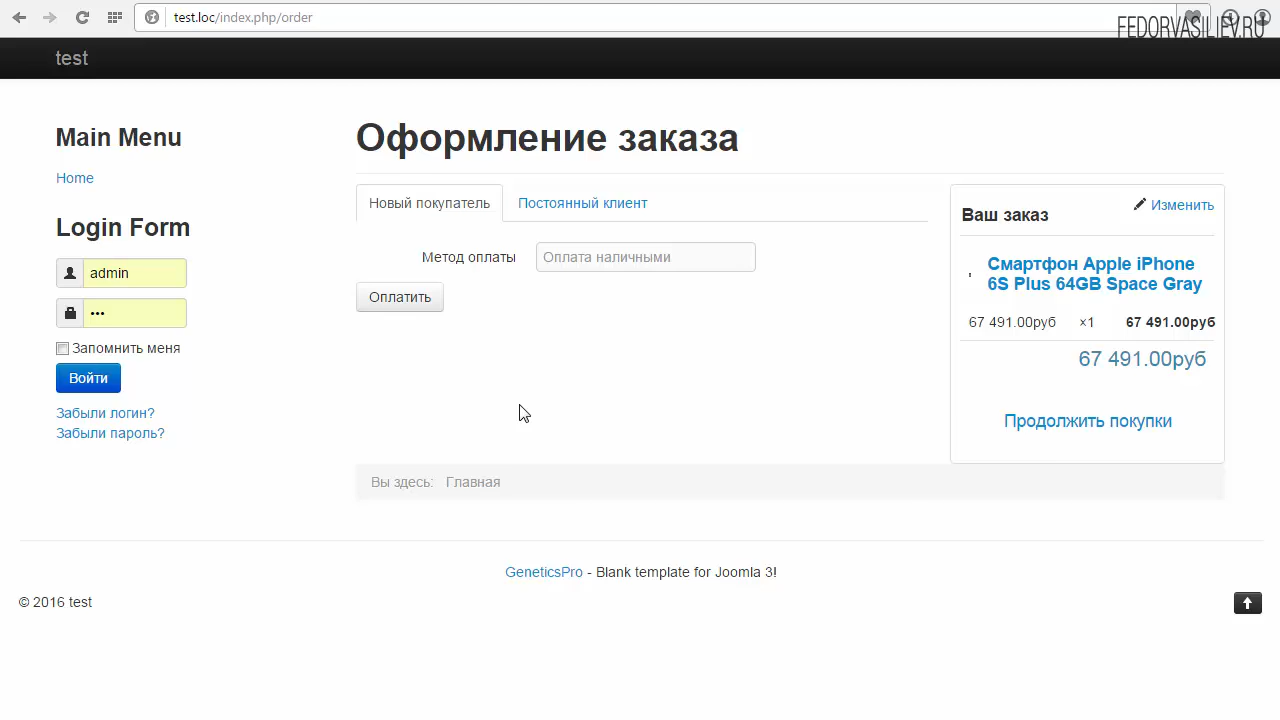 test.loc/index.php/order
FEDORVASILIEV.RU
test
Main Menu
Home
Login Form
admin
•••
Запомнить меня
Войти
Забыли логин?
Забыли пароль?
Оформление заказа
Новый покупатель
Постоянный клиент
Метод оплаты
Оплата наличными
Оплатить
Ваш заказ
Изменить
Смартфон Apple iPhone
6S Plus 64GB Space Gray
67 491.00руб ×1 67 491.00руб
67 491.00руб
Продолжить покупки
Вы здесь: Главная
GeneticsPro - Blank template for Joomla 3!
© 2016 test